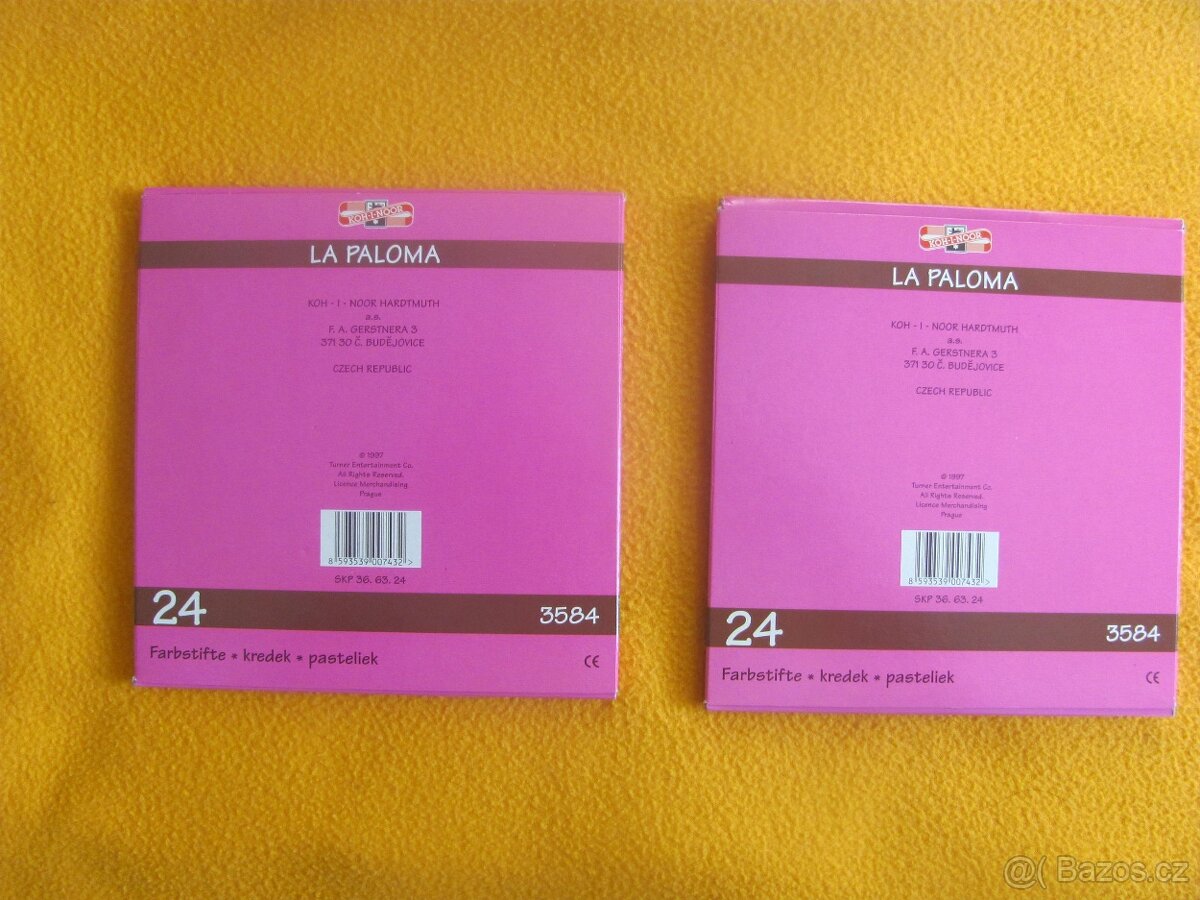 KOH-I-NOOR
LA PALOMA
KOH - I - NOOR HARDTMUTH
a.s.
F. A. GERSTNERA 3
371 30 Č. BUDĚJOVICE
CZECH REPUBLIC
© 1997
Turner Entertainment Co.
All Rights Reserved.
Licence Merchandising
Prague
8 593539 007432 >
SKP 36. 63. 24
24
3584
Farbstifte * kredek * pasteliek
CE
KOH-I-NOOR
LA PALOMA
KOH - I - NOOR HARDTMUTH
a.s.
F. A. GERSTNERA 3
371 30 Č. BUDĚJOVICE
CZECH REPUBLIC
© 1997
Turner Entertainment Co.
All Rights Reserved.
Licence Merchandising
Prague
8 593539 007432 >
SKP 36. 63. 24
24
3584
Farbstifte * kredek * pasteliek
CE
@( Bazos.cz